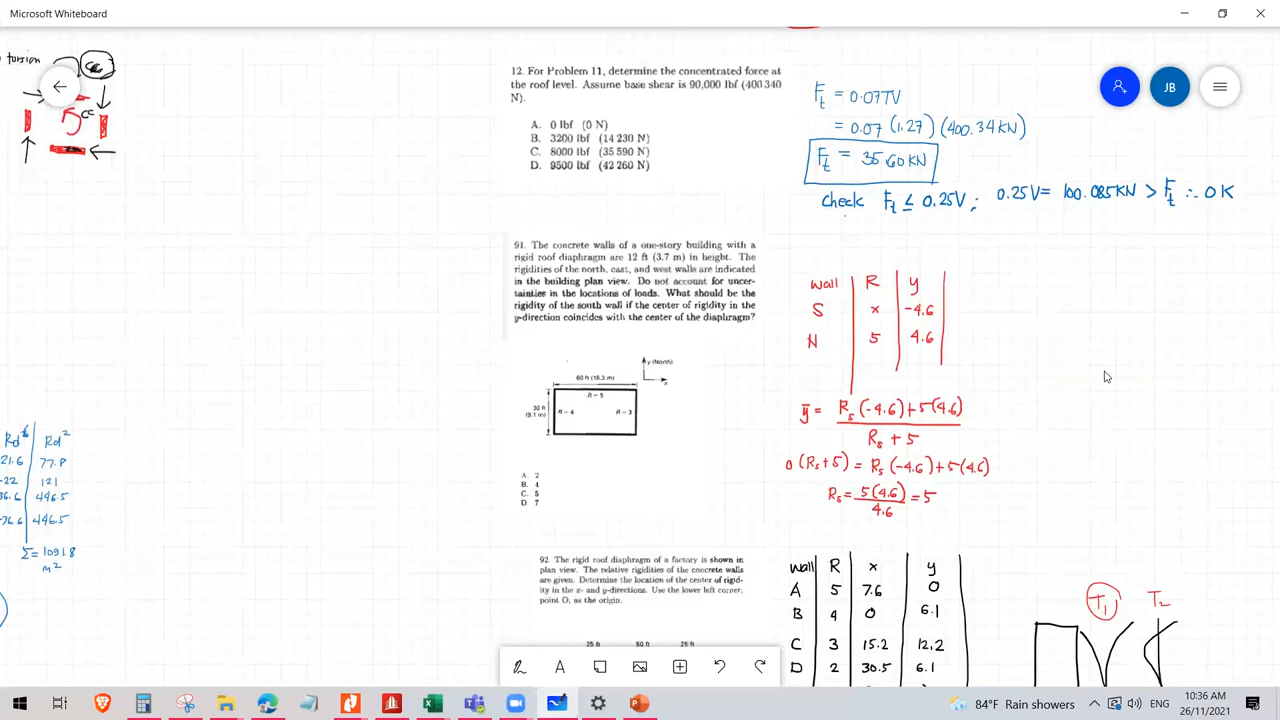 Microsoft Whiteboard
torsion
CC
12. For Problem 11, determine the concentrated force at
the roof level. Assume base shear is 90,000 lbf (400 340
N).
A. 0 lbf (0 N)
B. 3200 lbf (14 230 N)
C. 8000 lbf (35 590 N)
D. 9500 lbf (42 260 N)
Ft = 0.07TV
= 0.07 (1.27) (400.34 KN)
Ft = 35.60 KN
check Ft ≤ 0.25V; 0.25V = 100.085 KN > Ft ∴ OK
JB
91. The concrete walls of a one-story building with a
rigid roof diaphragm are 12 ft (3.7 m) in height. The
rigidities of the north, east, and west walls are indicated
in the building plan view. Do not account for uncer-
tainties in the locations of loads. What should be the
rigidity of the south wall if the center of rigidity in the
y-direction coincides with the center of the diaphragm?
y (North)
x
60 ft (18.3 m)
R = 5
30 ft
(9.1 m)
R = 4
R = 3
A. 2
B. 4
C. 5
D. 7
wall R y
S x -4.6
N 5 4.6
ȳ = Rs (-4.6) + 5 (4.6)
Rs + 5
0 (Rs + 5) = Rs (-4.6) + 5 (4.6)
Rs = 5 (4.6) = 5
4.6
Rd²
21.6 77.8
-22 121
36.6 446.5
-36.6 446.5
Σ = 1091.8
m²
92. The rigid roof diaphragm of a factory is shown in
plan view. The relative rigidities of the concrete walls
are given. Determine the location of the center of rigid-
ity in the x- and y-directions. Use the lower left corner,
point O, as the origin.
25 ft 50 ft 25 ft
wall R x y
A 5 7.6 0
B 4 0 6.1
C 3 15.2 12.2
D 2 30.5 6.1
T1 T2
84°F Rain showers
ENG
10:36 AM
26/11/2021